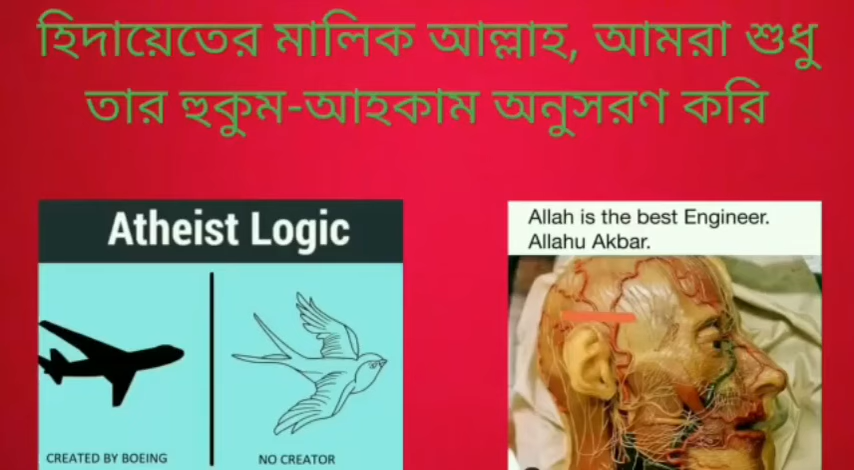 হিদায়েতের মালিক আল্লাহ, আমরা শুধু
তার হুকুম-আহকাম অনুসরণ করি
Atheist Logic
CREATED BY BOEING
NO CREATOR
Allah is the best Engineer.
Allahu Akbar.